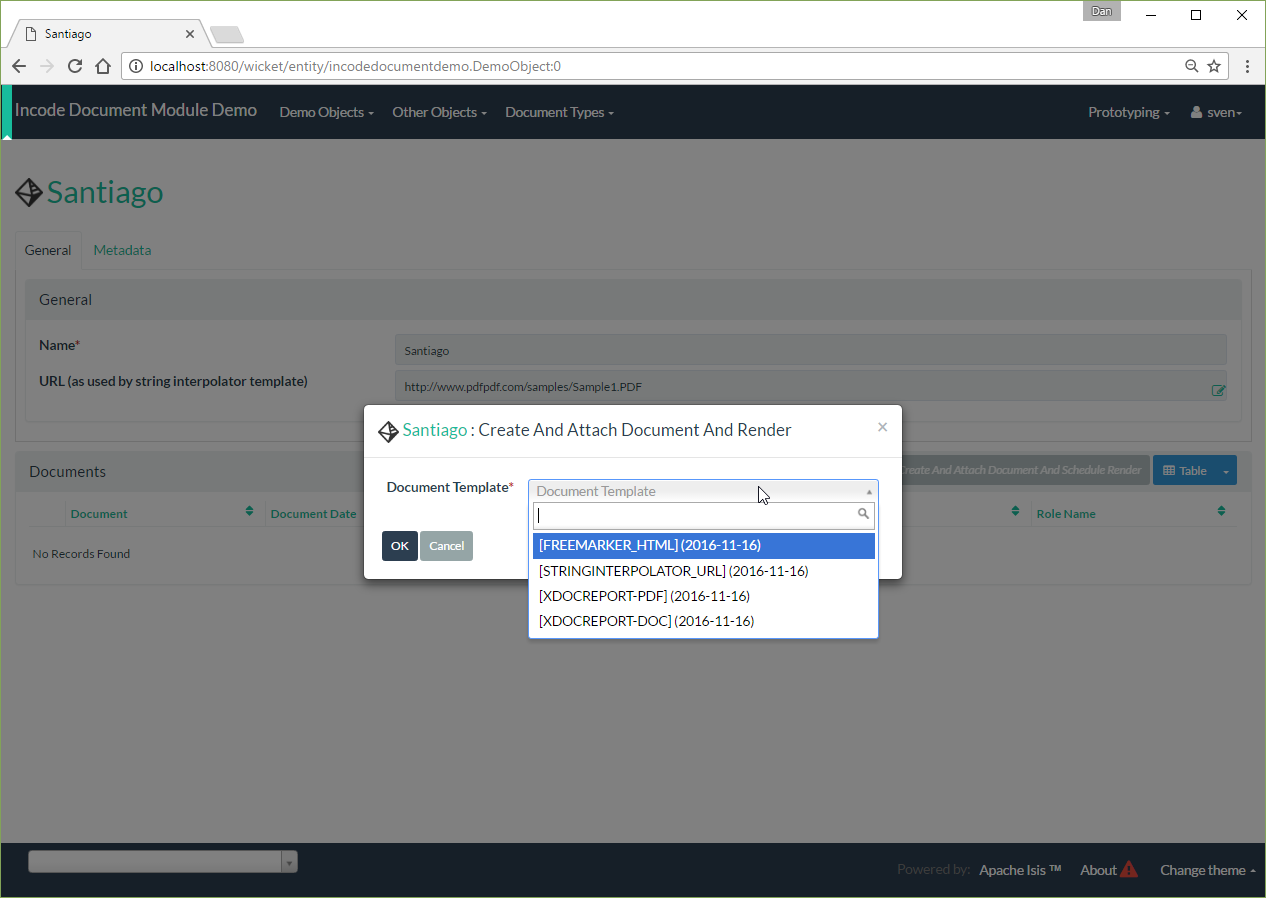 Dan
Santiago
localhost:8080/wicket/entity/incodedocumentdemo.DemoObject:0
Incode Document Module Demo Demo Objects Other Objects Document Types Prototyping sven
Santiago
General Metadata
General
Name* Santiago
URL (as used by string interpolator template) http://www.pdfpdf.com/samples/Sample1.PDF
Santiago : Create And Attach Document And Render ×
Documents Create And Attach Document And Schedule Render Table
Document Template* Document Template
Document Document Date Role Name
OK Cancel [FREEMARKER_HTML] (2016-11-16)
No Records Found
[STRINGINTERPOLATOR_URL] (2016-11-16)
[XDOCREPORT-PDF] (2016-11-16)
[XDOCREPORT-DOC] (2016-11-16)
Powered by: Apache Isis ™ About Change theme